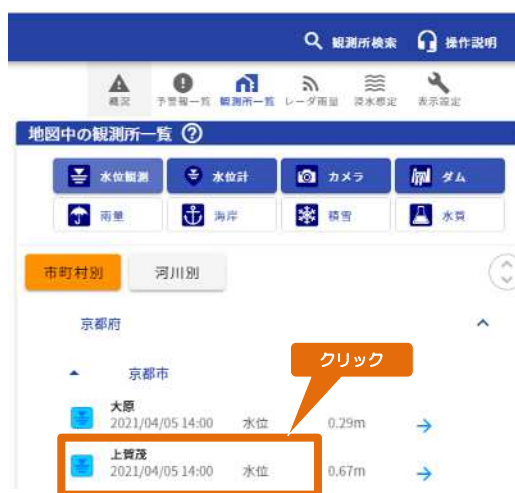 観測所検索 操作説明
概況 予警報一覧 観測所一覧 レーダ雨量 浸水想定 表示設定
地図中の観測所一覧 ?
水位観測 水位計 カメラ ダム
雨量 海岸 積雪 水質
市町村別 河川別
京都府
クリック
京都市
大原
2021/04/05 14:00 水位 0.29m →
上賀茂
2021/04/05 14:00 水位 0.67m →